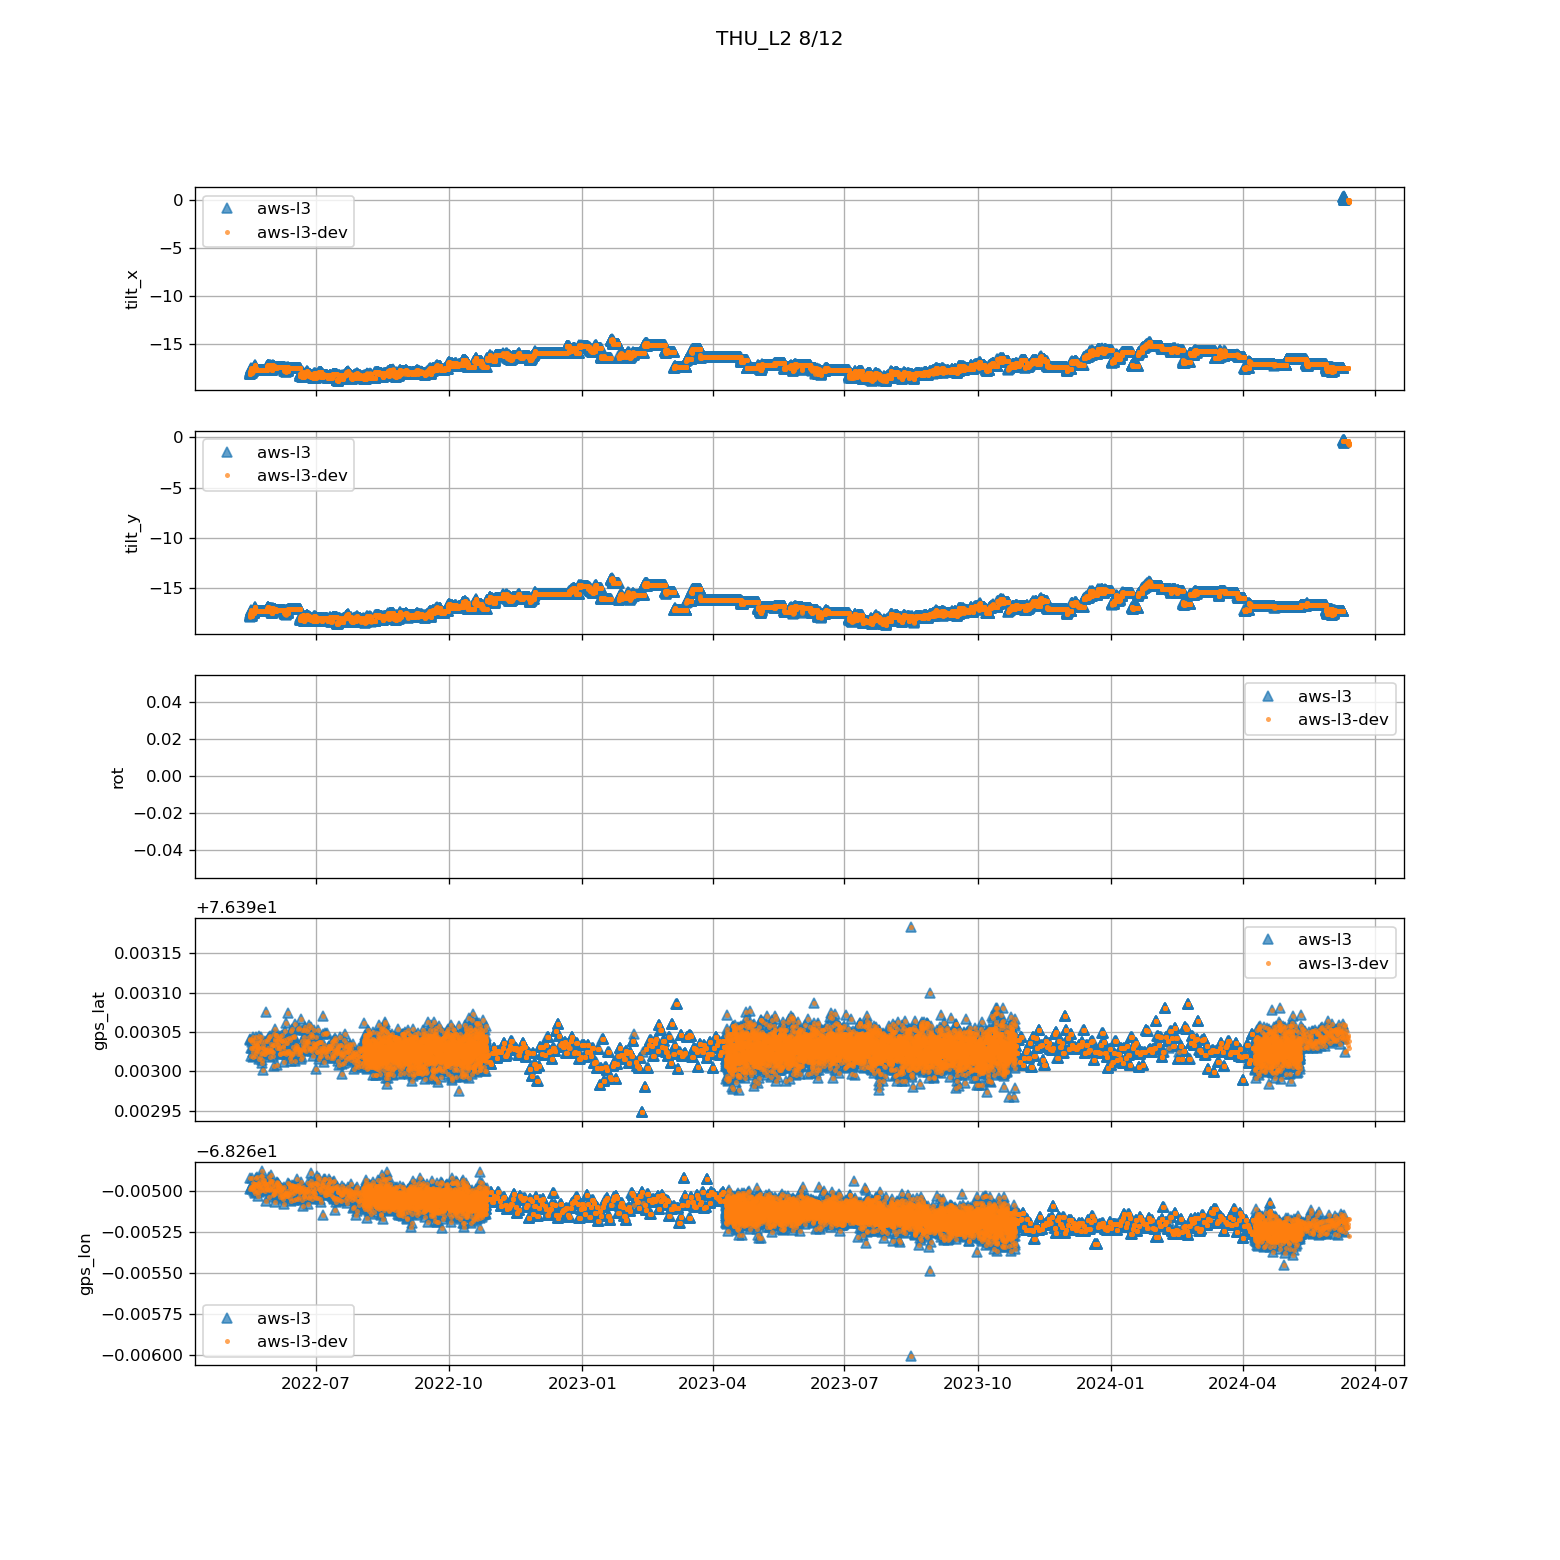 THU_L2 8/12
aws-l3
aws-l3-dev
tilt_x
0
−5
−10
−15
aws-l3
aws-l3-dev
tilt_y
0
−5
−10
−15
aws-l3
aws-l3-dev
rot
0.04
0.02
0.00
−0.02
−0.04
+7.639e1
aws-l3
aws-l3-dev
gps_lat
0.00315
0.00310
0.00305
0.00300
0.00295
−6.826e1
aws-l3
aws-l3-dev
gps_lon
−0.00500
−0.00525
−0.00550
−0.00575
−0.00600
2022-07 2022-10 2023-01 2023-04 2023-07 2023-10 2024-01 2024-04 2024-07